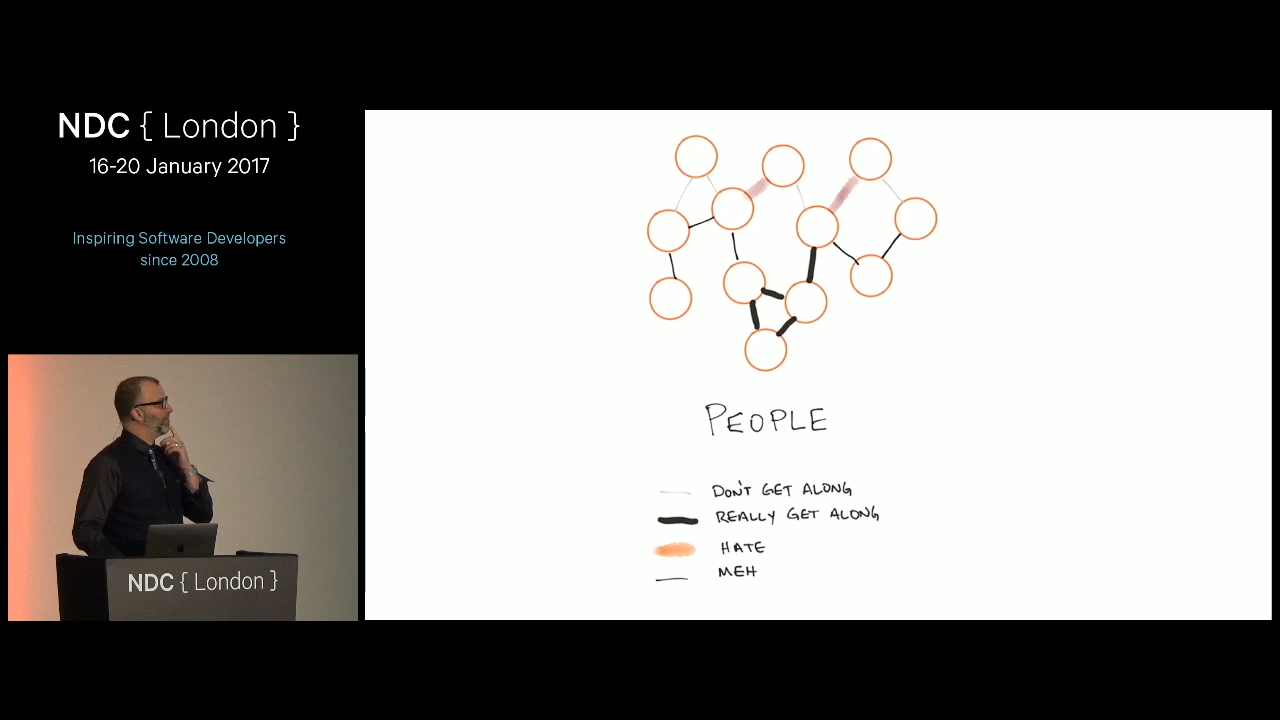 NDC { London }
16-20 January 2017
Inspiring Software Developers
since 2008
NDC { London }
PEOPLE
DON'T GET ALONG
REALLY GET ALONG
HATE
MEH